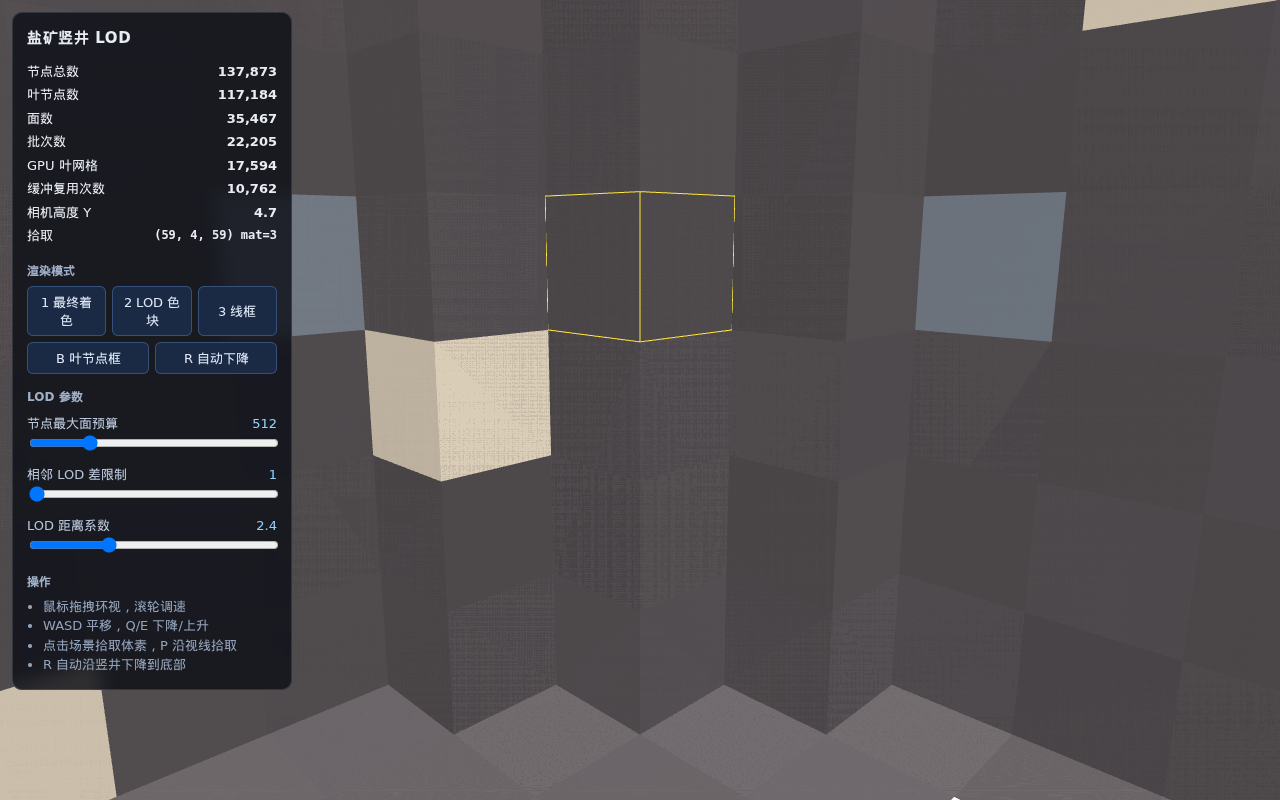 盐矿竖井 LOD
节点总数 137,873
叶节点数 117,184
面数 35,467
批次数 22,205
GPU 叶网格 17,594
缓冲复用次数 10,762
相机高度 Y 4.7
拾取 (59, 4, 59) mat=3
渲染模式
1 最终着色
2 LOD 色块
3 线框
B 叶节点框
R 自动下降
LOD 参数
节点最大面预算 512
相邻 LOD 差限制 1
LOD 距离系数 2.4
操作
• 鼠标拖拽环视，滚轮调速
• WASD 平移，Q/E 下降/上升
• 点击场景拾取体素，P 沿视线拾取
• R 自动沿竖井下降到底部